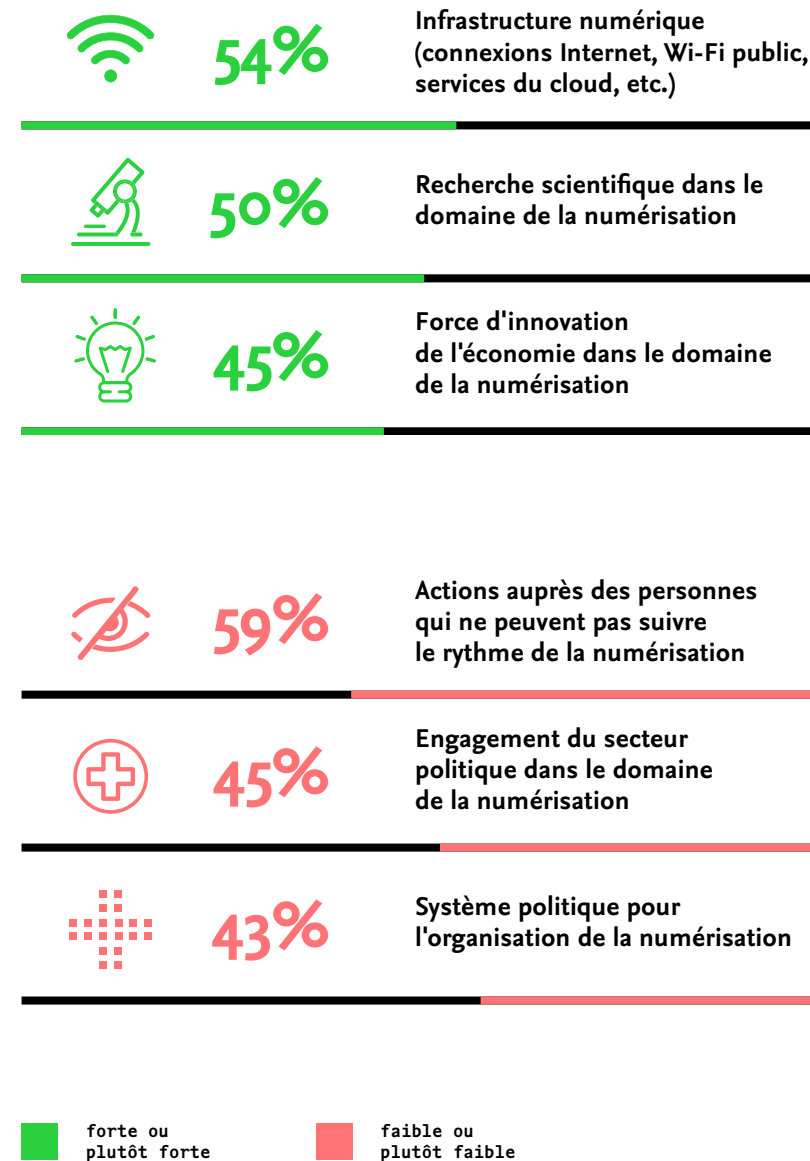 54%
Infrastructure numérique
(connexions Internet, Wi-Fi public,
services du cloud, etc.)
50%
Recherche scientifique dans le
domaine de la numérisation
45%
Force d'innovation
de l'économie dans le domaine
de la numérisation
59%
Actions auprès des personnes
qui ne peuvent pas suivre
le rythme de la numérisation
45%
Engagement du secteur
politique dans le domaine
de la numérisation
43%
Système politique pour
l'organisation de la numérisation
forte ou
plutôt forte
faible ou
plutôt faible